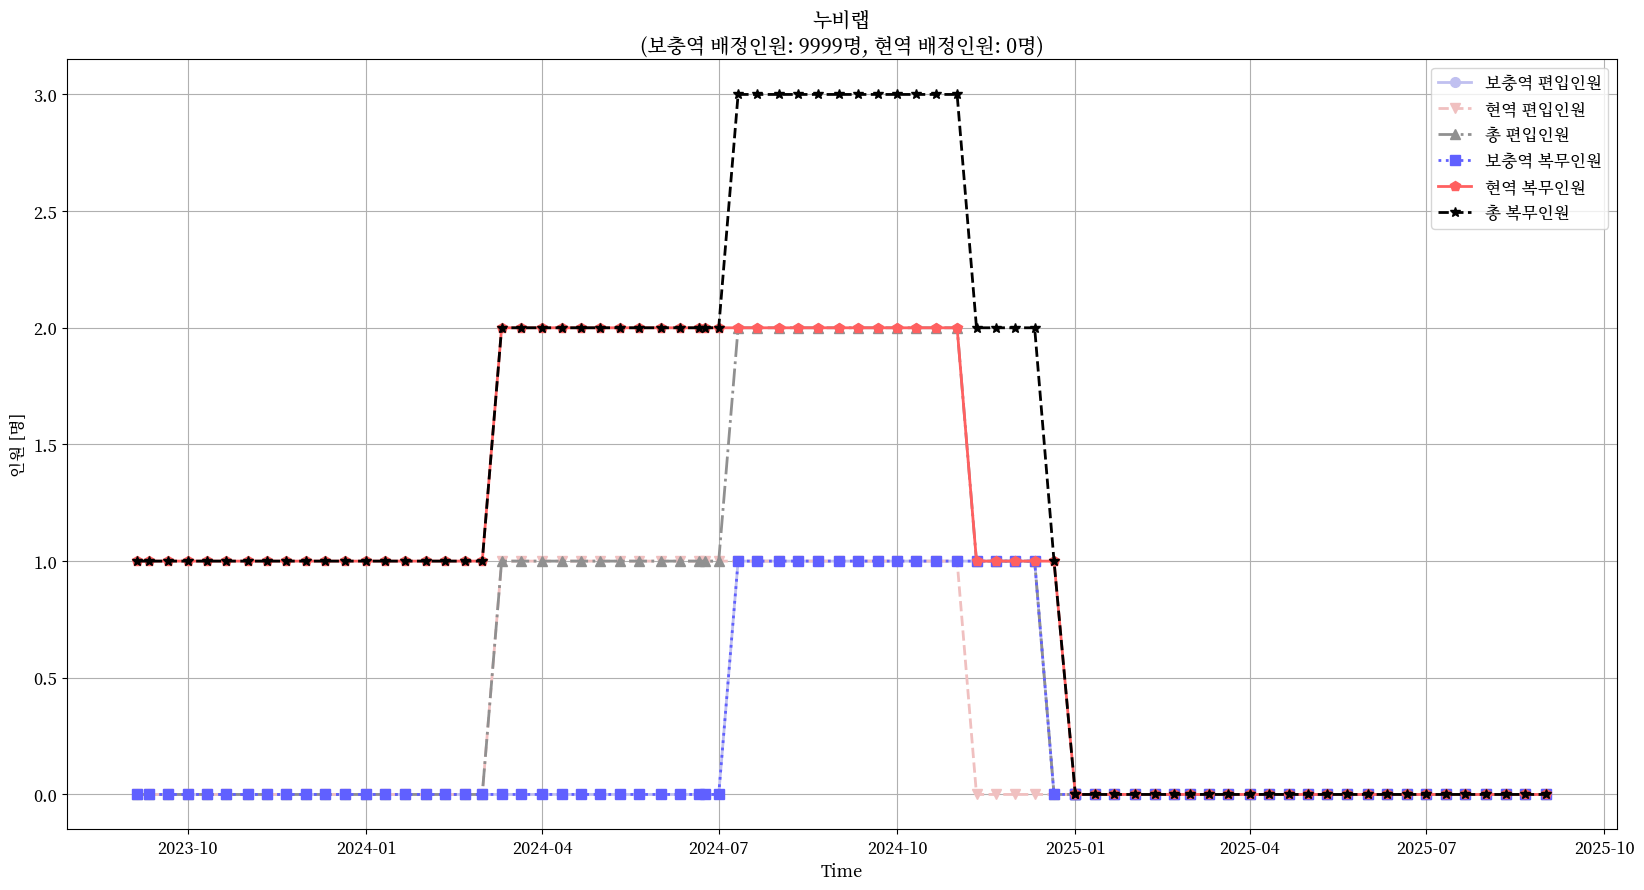 누비랩
(보충역 배정인원: 9999명, 현역 배정인원: 0명)
보충역 편입인원
현역 편입인원
총 편입인원
보충역 복무인원
현역 복무인원
총 복무인원
3.0
2.5
2.0
1.5
1.0
0.5
0.0
인원 [명]
2023-10
2024-01
2024-04
2024-07
2024-10
2025-01
2025-04
2025-07
2025-10
Time